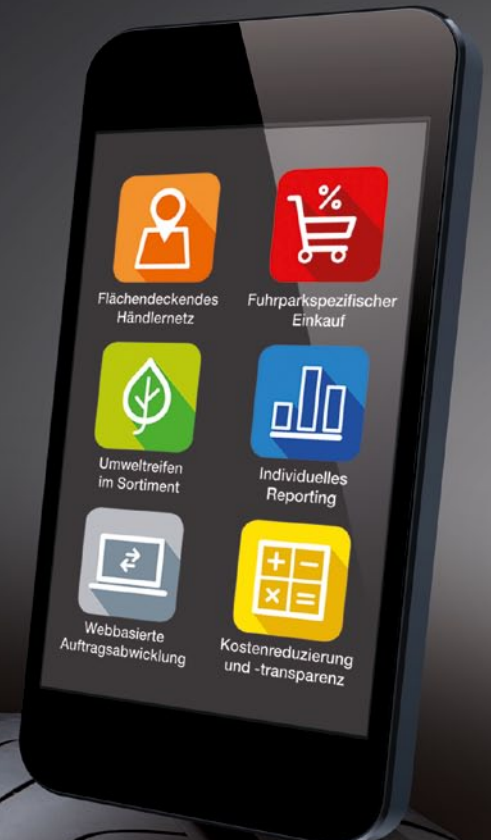 %
Flächendeckendes
Händlernetz
Fuhrparkspezifischer
Einkauf
Umweltreifen
im Sortiment
Individuelles
Reporting
Webbasierte
Auftragsabwicklung
+ −
× =
Kostenreduzierung
und -transparenz